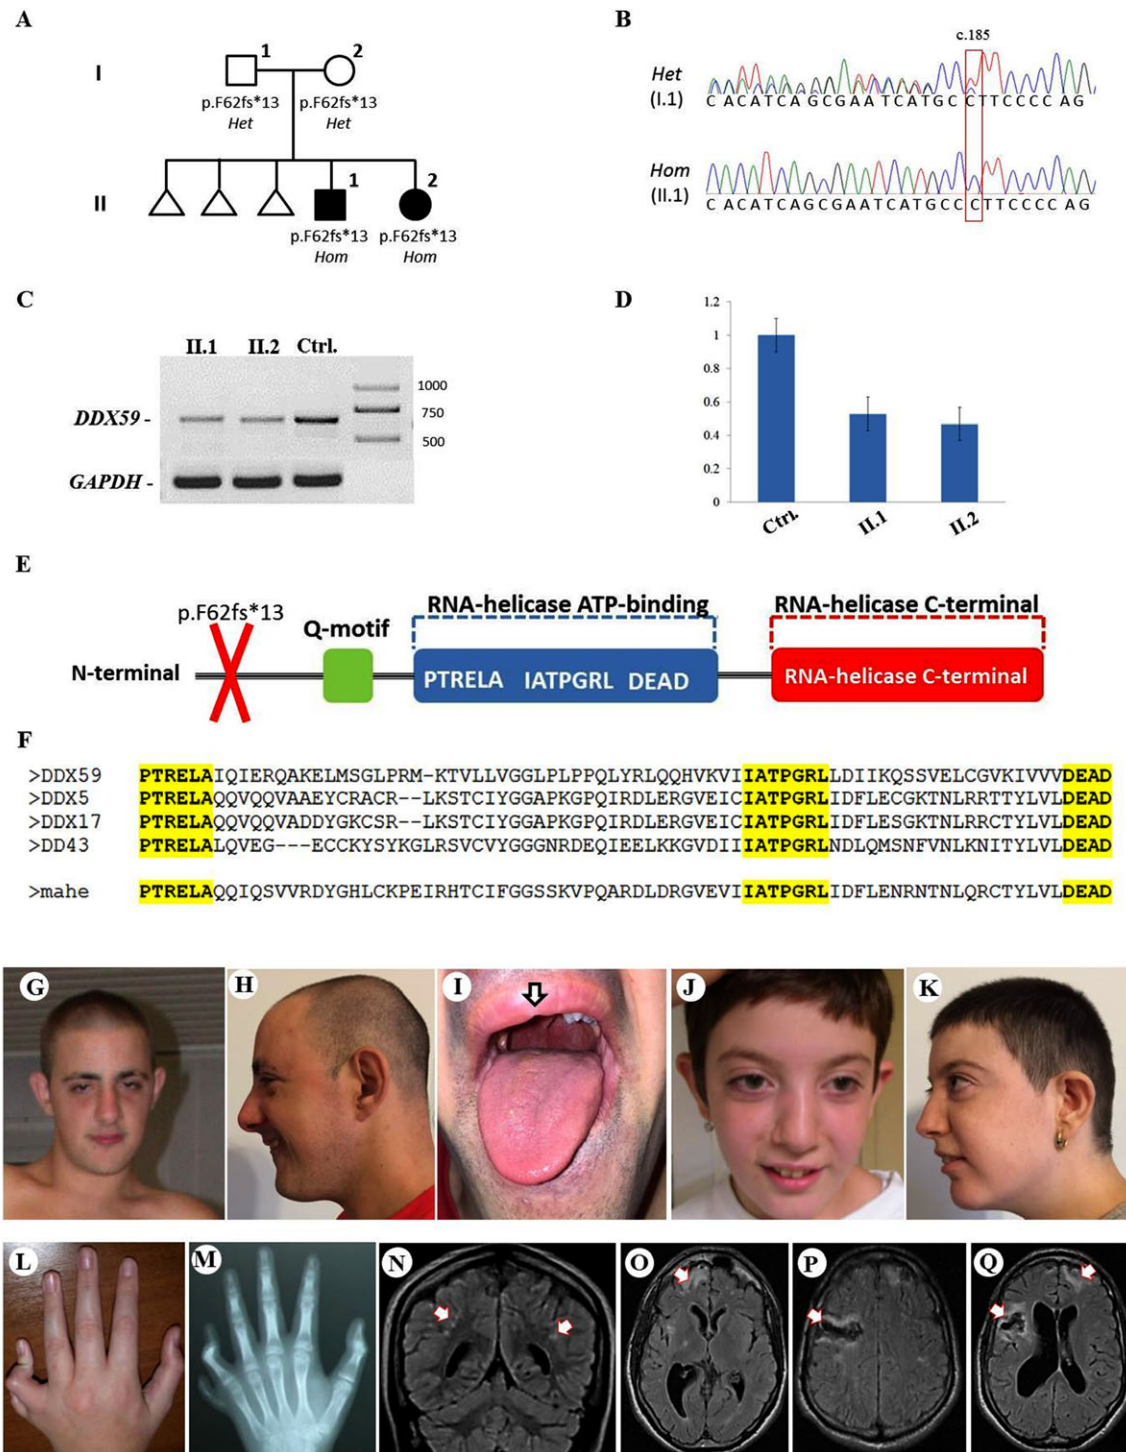 A
I
1
2
p.F62fs*13 p.F62fs*13
Het Het
II
1
2
p.F62fs*13 p.F62fs*13
Hom Hom
B
c.185
Het
(I.1)
C A C A T C A G C G A A T C A T G C C T T C C C C A G
Hom
(II.1)
C A C A T C A G C G A A T C A T G C C C T T C C C C A G
C
II.1 II.2 Ctrl.
1000
DDX59 -
750
500
GAPDH -
D
1.2
1
0.8
0.6
0.4
0.2
0
Ctrl. II.1 II.2
E
p.F62fs*13
Q-motif
RNA-helicase ATP-binding
RNA-helicase C-terminal
N-terminal
PTRELA IATPGRL DEAD
RNA-helicase C-terminal
F
>DDX59 PTRELAIQIERQAKELMSGLPRM-KTVLLVGGLPLPPQLYRLQQHVKVIIATPGRLLDIIKQSSVELCGVKIVVVDEAD
>DDX5 PTRELAQQVQQVAAEYCRACR--LKSTCIYGGAPKGPQIRDLERGVEICIATPGRLIDFLECGKTNLRRTTYLVLDEAD
>DDX17 PTRELAQQVQQVADDYGKCSR--LKSTCIYGGAPKGPQIRDLERGVEICIATPGRLIDFLESGKTNLRRCTYLVLDEAD
>DD43 PTRELALQVEG---ECCKYSYKGLRSVCVYGGGNRDEQIEELKKGVDIIIATPGRLNDLQMSNFVNLKNITYLVLDEAD
>mahe PTRELAQQIQSVVRDYGHLCKPEIRHTCIFGGSSKVPQARDLDRGVEVIIATPGRLIDFLENRNTNLQRCTYLVLDEAD
G
H
I
J
K
L
M
N
O
P
Q